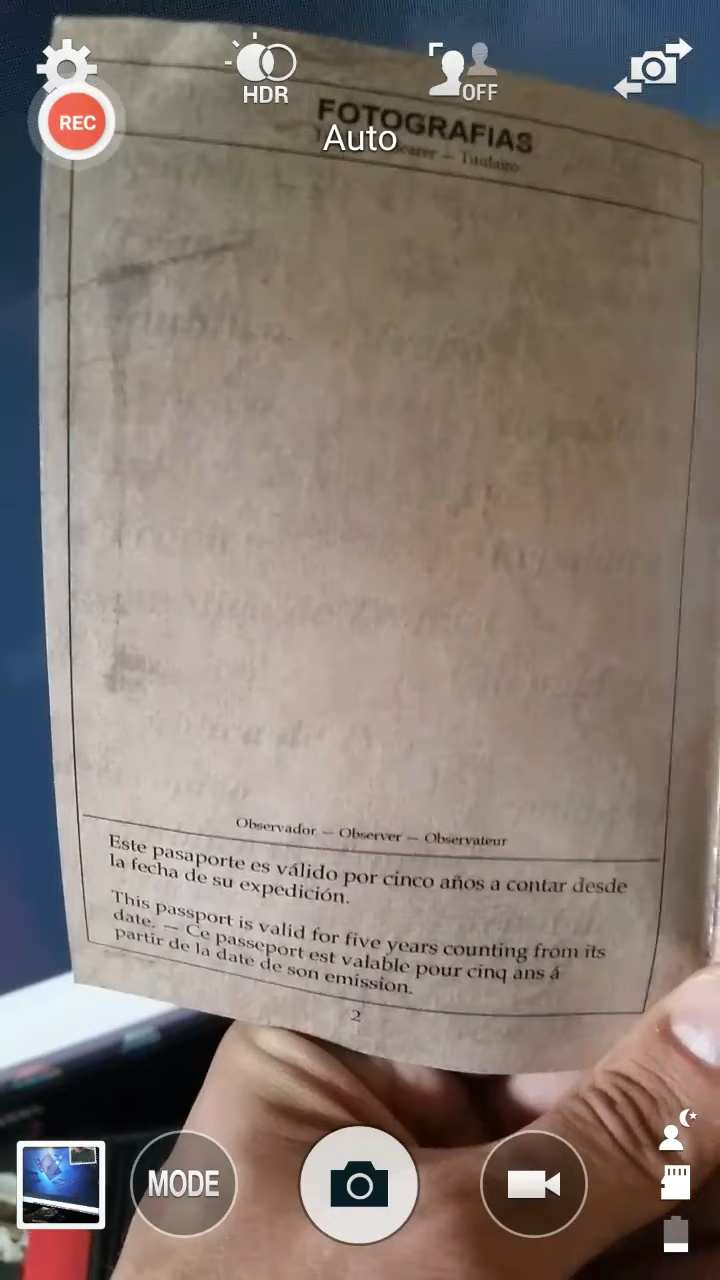 HDR
OFF
REC
FOTOGRAFIAS
Auto
— Titulaire
Observador — Observer — Observateur
Este pasaporte es válido por cinco años a contar desde
la fecha de su expedición.
This passport is valid for five years counting from its
date. — Ce passeport est valable pour cinq ans á
partir de la date de son emission.
2
MODE